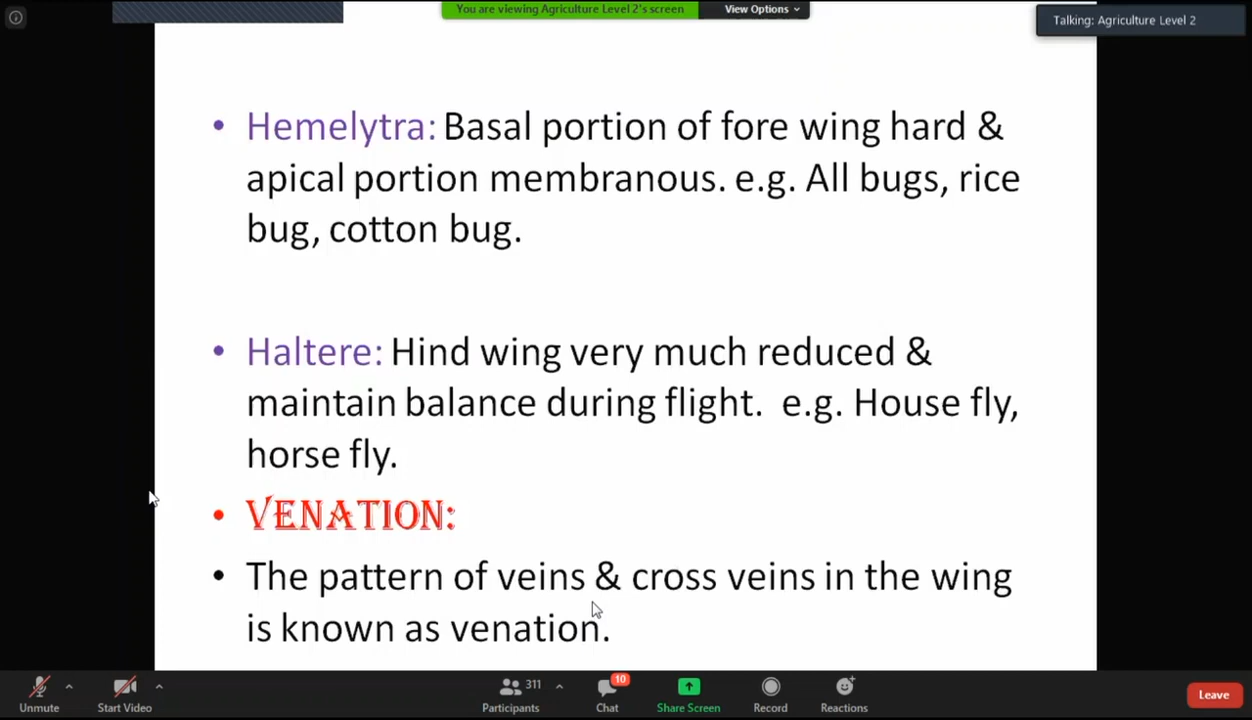 You are viewing Agriculture Level 2's screen
View Options
Talking: Agriculture Level 2
• Hemelytra: Basal portion of fore wing hard &
apical portion membranous. e.g. All bugs, rice
bug, cotton bug.
• Haltere: Hind wing very much reduced &
maintain balance during flight. e.g. House fly,
horse fly.
• VENATION:
• The pattern of veins & cross veins in the wing
is known as venation.
311
10
Unmute
Start Video
Participants
Chat
Share Screen
Record
Reactions
Leave